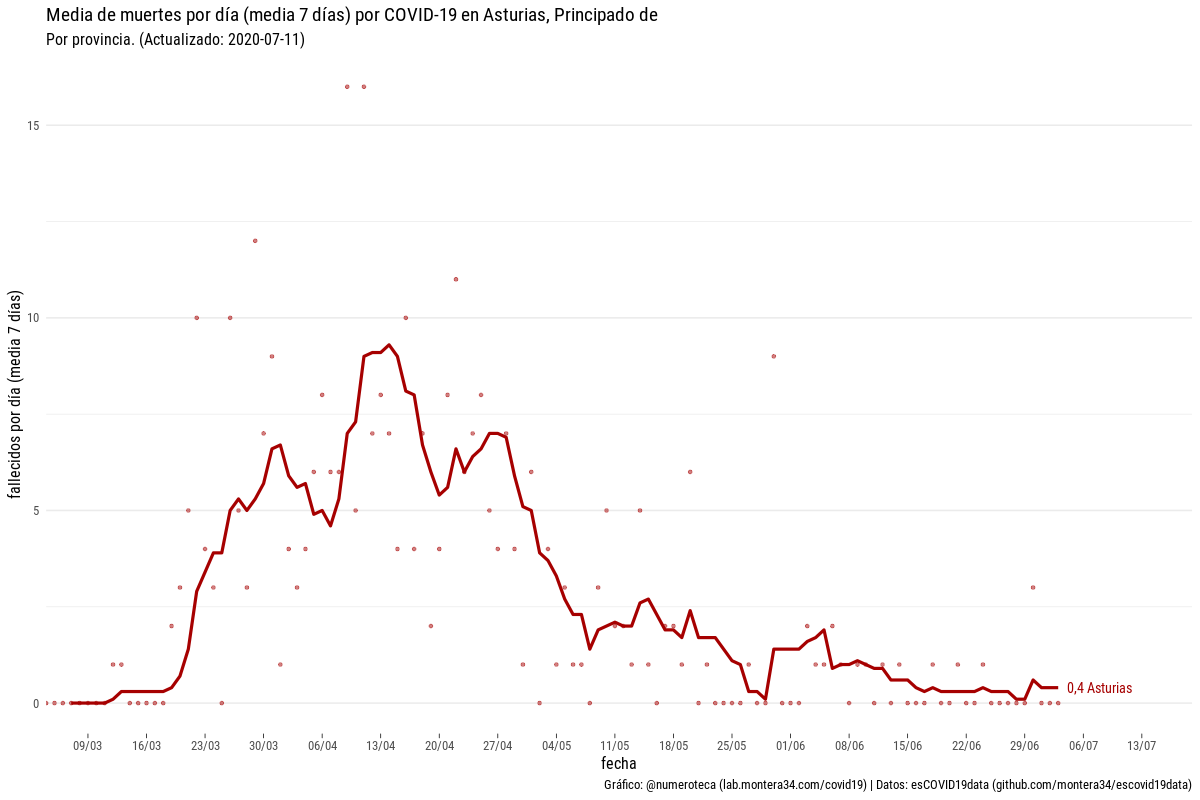 Media de muertes por día (media 7 días) por COVID-19 en Asturias, Principado de
Por provincia. (Actualizado: 2020-07-11)
fallecidos por día (media 7 días)
15
10
5
0
0,4 Asturias
09/03 16/03 23/03 30/03 06/04 13/04 20/04 27/04 04/05 11/05 18/05 25/05 01/06 08/06 15/06 22/06 29/06 06/07 13/07
fecha
Gráfico: @numeroteca (lab.montera34.com/covid19) | Datos: esCOVID19data (github.com/montera34/escovid19data)